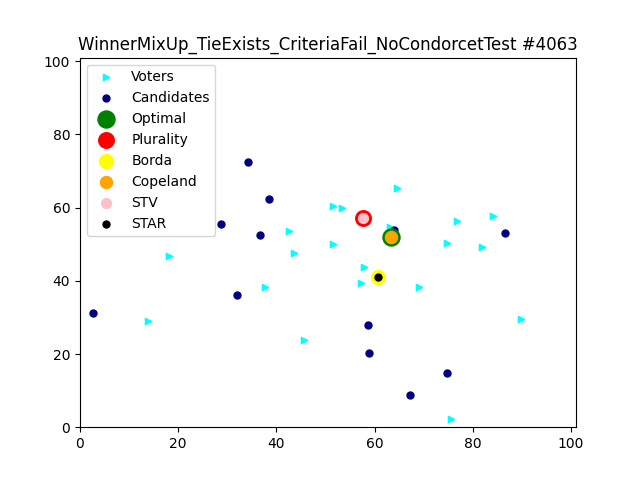 WinnerMixUp_TieExists_CriteriaFail_NoCondorcetTest #4063
100
80
60
40
20
0
Voters
Candidates
Optimal
Plurality
Borda
Copeland
STV
STAR
0 20 40 60 80 100